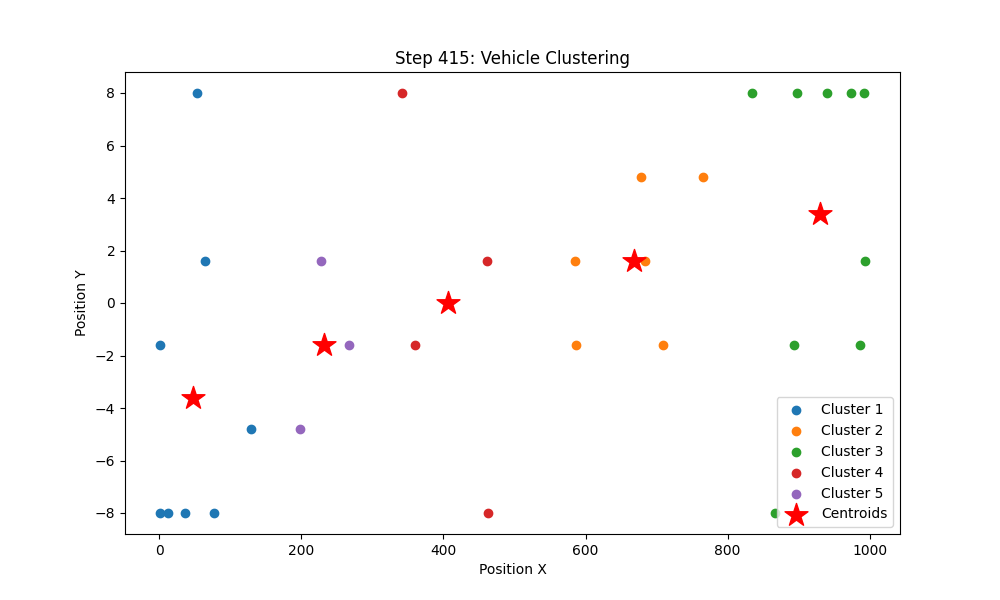 Step 415: Vehicle Clustering
Position Y
8
6
4
2
0
−2
−4
−6
−8
0 200 400 600 800 1000
Position X
Cluster 1
Cluster 2
Cluster 3
Cluster 4
Cluster 5
Centroids